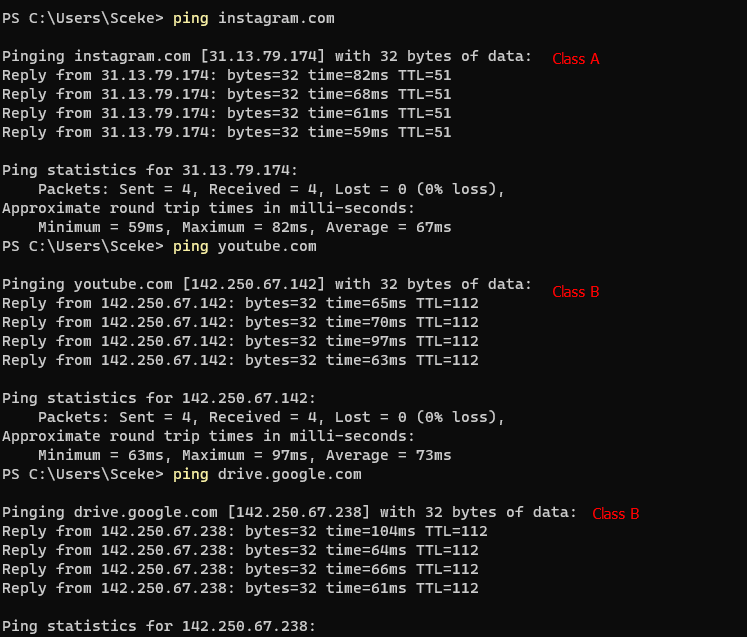 PS C:\Users\Sceke> ping instagram.com
Pinging instagram.com [31.13.79.174] with 32 bytes of data: Class A
Reply from 31.13.79.174: bytes=32 time=82ms TTL=51
Reply from 31.13.79.174: bytes=32 time=68ms TTL=51
Reply from 31.13.79.174: bytes=32 time=61ms TTL=51
Reply from 31.13.79.174: bytes=32 time=59ms TTL=51
Ping statistics for 31.13.79.174:
Packets: Sent = 4, Received = 4, Lost = 0 (0% loss),
Approximate round trip times in milli-seconds:
Minimum = 59ms, Maximum = 82ms, Average = 67ms
PS C:\Users\Sceke> ping youtube.com
Pinging youtube.com [142.250.67.142] with 32 bytes of data: Class B
Reply from 142.250.67.142: bytes=32 time=65ms TTL=112
Reply from 142.250.67.142: bytes=32 time=70ms TTL=112
Reply from 142.250.67.142: bytes=32 time=97ms TTL=112
Reply from 142.250.67.142: bytes=32 time=63ms TTL=112
Ping statistics for 142.250.67.142:
Packets: Sent = 4, Received = 4, Lost = 0 (0% loss),
Approximate round trip times in milli-seconds:
Minimum = 63ms, Maximum = 97ms, Average = 73ms
PS C:\Users\Sceke> ping drive.google.com
Pinging drive.google.com [142.250.67.238] with 32 bytes of data: Class B
Reply from 142.250.67.238: bytes=32 time=104ms TTL=112
Reply from 142.250.67.238: bytes=32 time=64ms TTL=112
Reply from 142.250.67.238: bytes=32 time=66ms TTL=112
Reply from 142.250.67.238: bytes=32 time=61ms TTL=112
Ping statistics for 142.250.67.238: